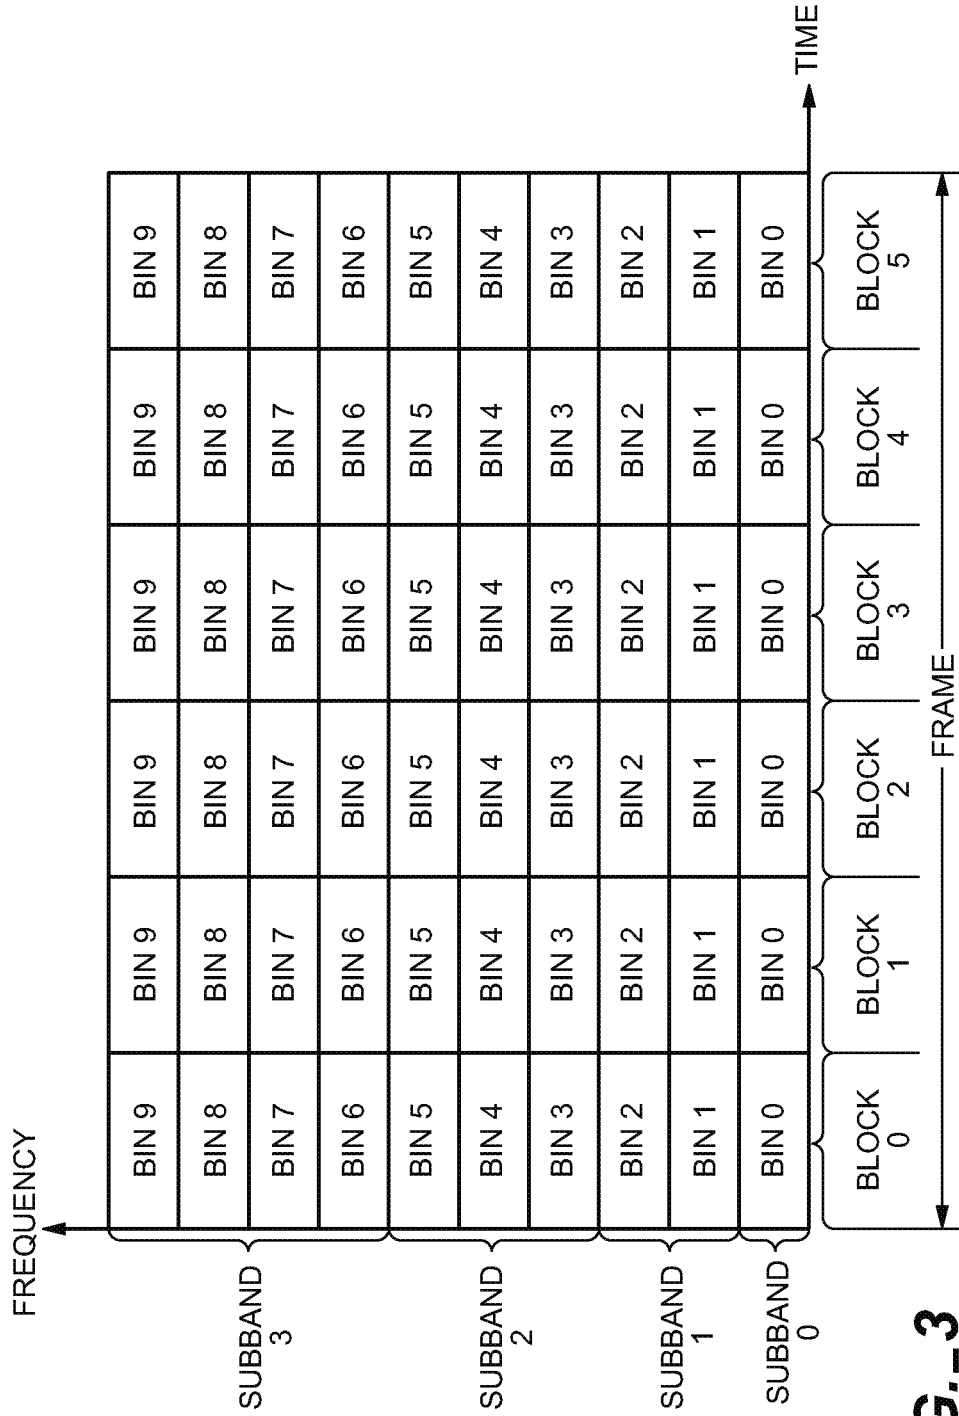 FREQUENCY
BIN 9 BIN 9 BIN 9 BIN 9 BIN 9 BIN 9
BIN 8 BIN 8 BIN 8 BIN 8 BIN 8 BIN 8
SUBBAND
3
BIN 7 BIN 7 BIN 7 BIN 7 BIN 7 BIN 7
BIN 6 BIN 6 BIN 6 BIN 6 BIN 6 BIN 6
BIN 5 BIN 5 BIN 5 BIN 5 BIN 5 BIN 5
SUBBAND
2
BIN 4 BIN 4 BIN 4 BIN 4 BIN 4 BIN 4
BIN 3 BIN 3 BIN 3 BIN 3 BIN 3 BIN 3
BIN 2 BIN 2 BIN 2 BIN 2 BIN 2 BIN 2
SUBBAND
1
BIN 1 BIN 1 BIN 1 BIN 1 BIN 1 BIN 1
SUBBAND
0
BIN 0 BIN 0 BIN 0 BIN 0 BIN 0 BIN 0
TIME
BLOCK
0
BLOCK
1
BLOCK
2
BLOCK
3
BLOCK
4
BLOCK
5
FRAME
G._3